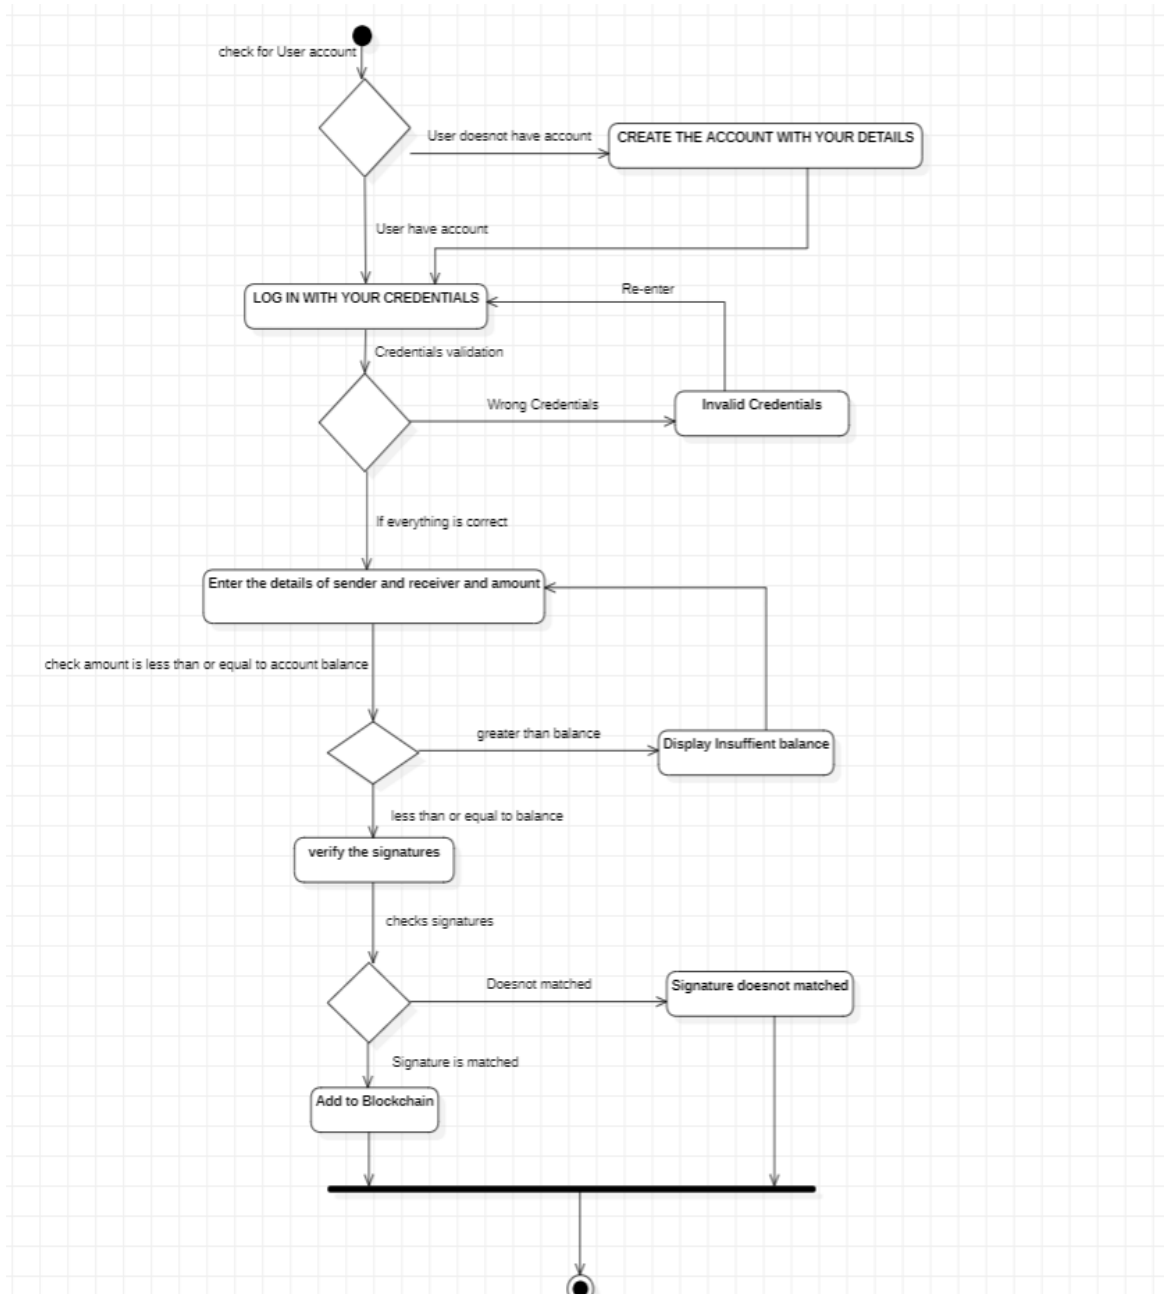 check for User account
User doesnot have account
CREATE THE ACCOUNT WITH YOUR DETAILS
User have account
LOG IN WITH YOUR CREDENTIALS
Re-enter
Credentials validation
Wrong Credentials
Invalid Credentials
If everything is correct
Enter the details of sender and receiver and amount
check amount is less than or equal to account balance
greater than balance
Display Insuffient balance
less than or equal to balance
verify the signatures
checks signatures
Doesnot matched
Signature doesnot matched
Signature is matched
Add to Blockchain